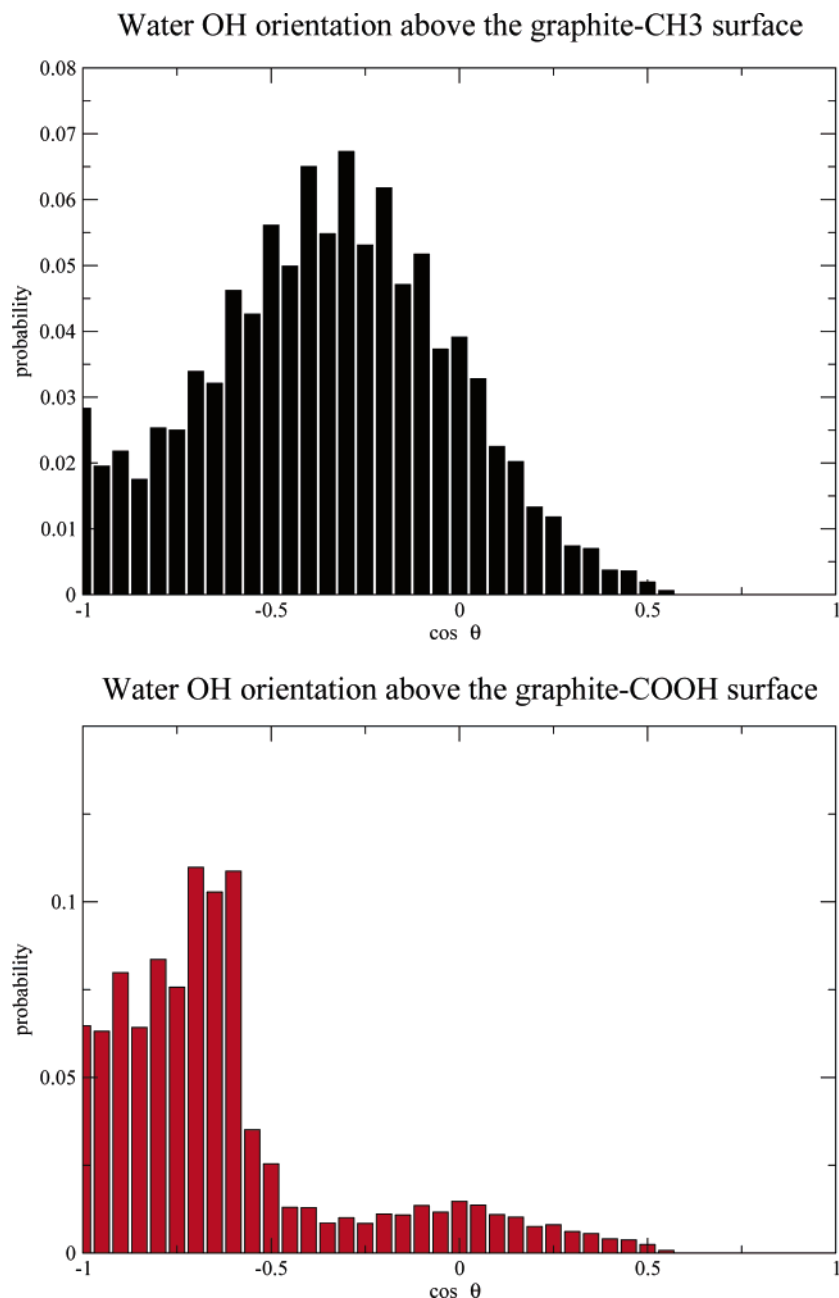 Water OH orientation above the graphite-CH3 surface
0.08
0.07
0.06
0.05
0.04
0.03
0.02
0.01
0
probability
-1 -0.5 0 0.5 1
cos θ
Water OH orientation above the graphite-COOH surface
0.1
0.05
0
probability
-1 -0.5 0 0.5 1
cos θ